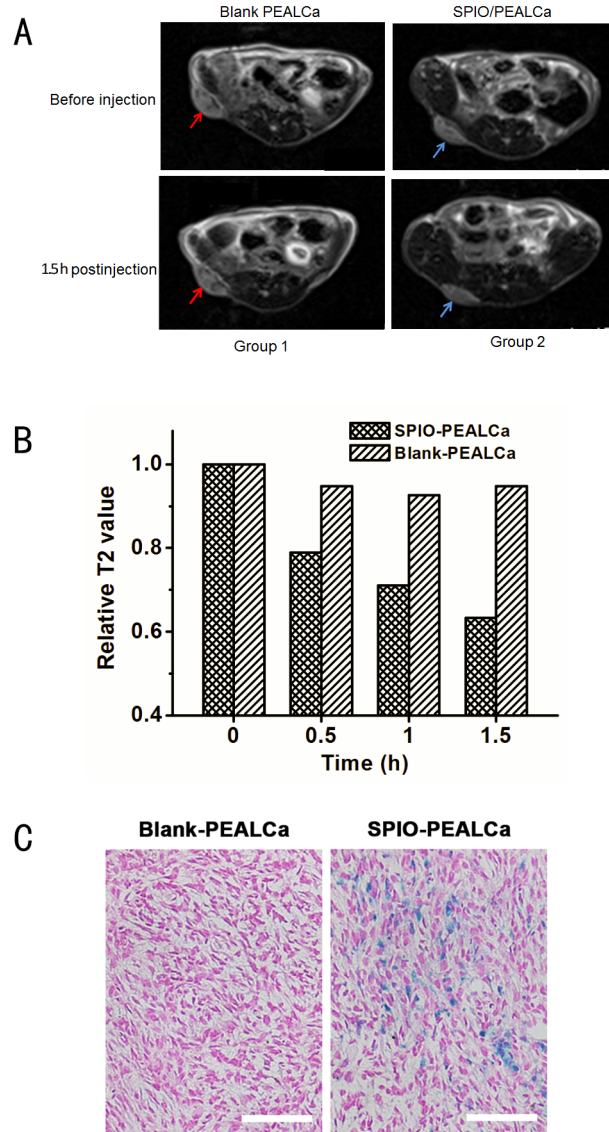 A
Blank PEALCa
SPIO/PEALCa
Before injection
1.5h postinjection
Group 1
Group 2
B
SPIO-PEALCa
Blank-PEALCa
Relative T2 value
1.0
0.8
0.6
0.4
0
0.5
1
1.5
Time (h)
C
Blank-PEALCa
SPIO-PEALCa